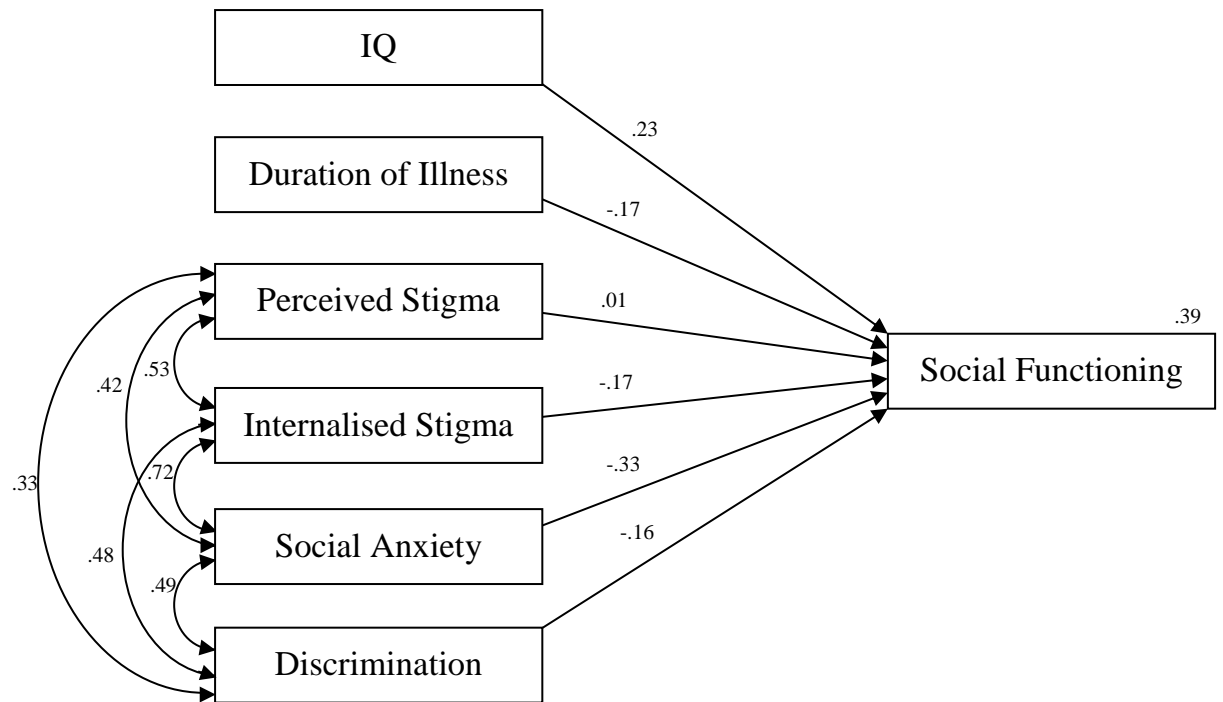 IQ
.23
Duration of Illness
-.17
Perceived Stigma
.01
.39
Social Functioning
.42
.53
Internalised Stigma
-.17
.33
.72
-.33
Social Anxiety
-.16
.48
.49
Discrimination